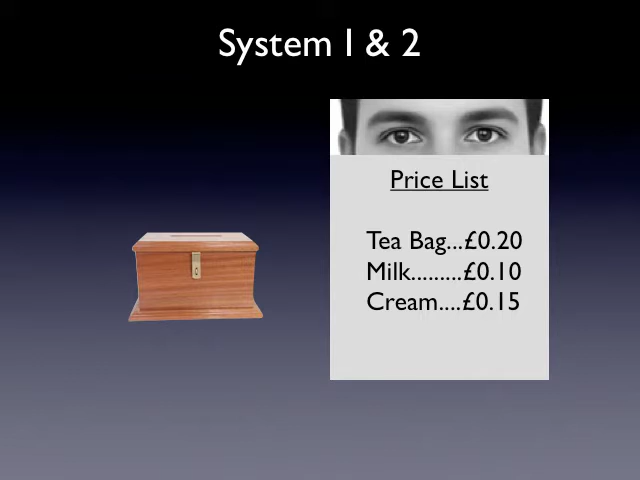 System 1 & 2
Price List
Tea Bag...£0.20
Milk.........£0.10
Cream....£0.15